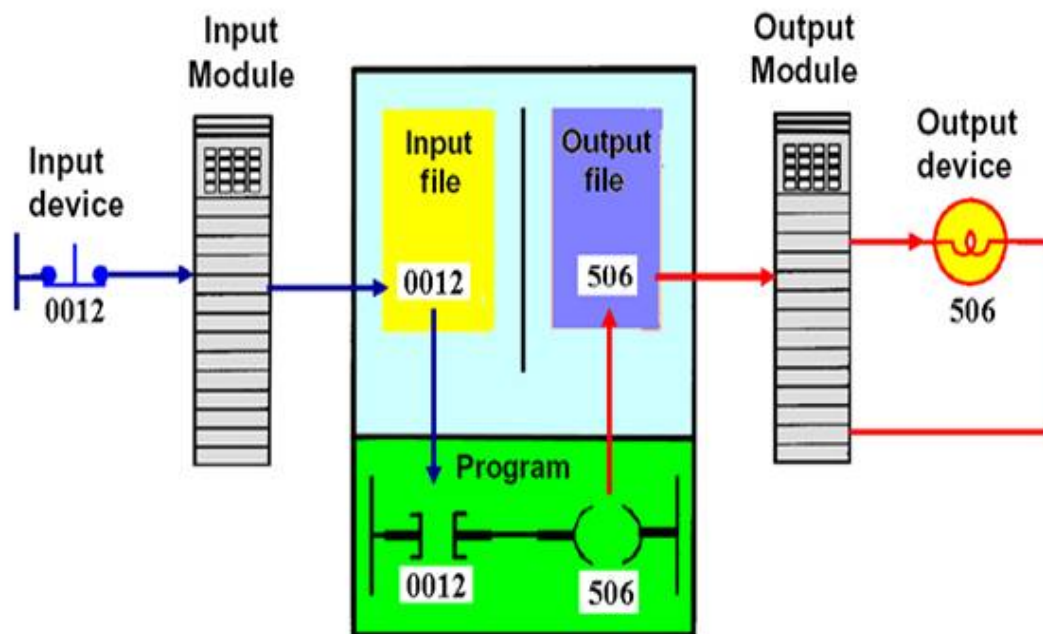 Input
Module
Output
Module
Input
device
0012
Input
file
0012
Output
file
506
Output
device
506
Program
0012
506